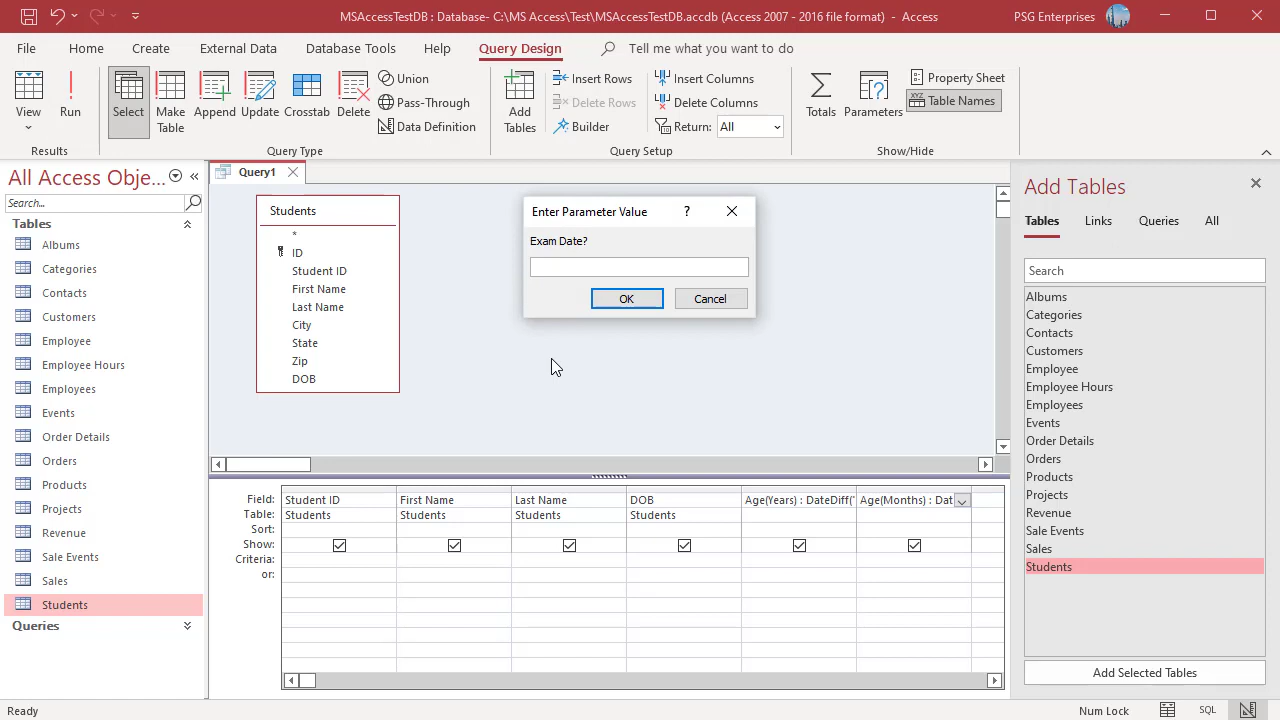 MSAccessTestDB : Database- C:\MS Access\Test\MSAccessTestDB.accdb (Access 2007 - 2016 file format) - Access
PSG Enterprises
File Home Create External Data Database Tools Help Query Design Tell me what you want to do
View
Run
Results
Select
Make Table
Append
Update
Crosstab
Delete
Union
Pass-Through
Data Definition
Query Type
Add Tables
Insert Rows
Delete Rows
Builder
Insert Columns
Delete Columns
Return: All
Query Setup
Totals
Parameters
Property Sheet
XYZ Table Names
Show/Hide
All Access Obje...
Search...
Tables
Albums
Categories
Contacts
Customers
Employee
Employee Hours
Employees
Events
Order Details
Orders
Products
Projects
Revenue
Sale Events
Sales
Students
Queries
Query1
Students
*
ID
Student ID
First Name
Last Name
City
State
Zip
DOB
Enter Parameter Value ?
Exam Date?
OK Cancel
Field: Student ID First Name Last Name DOB Age(Years) : DateDiff(" Age(Months) : Dat
Table: Students Students Students Students
Sort:
Show:
Criteria:
or:
Add Tables
Tables Links Queries All
Search
Albums
Categories
Contacts
Customers
Employee
Employee Hours
Employees
Events
Order Details
Orders
Products
Projects
Revenue
Sale Events
Sales
Students
Add Selected Tables
Ready
Num Lock
SQL